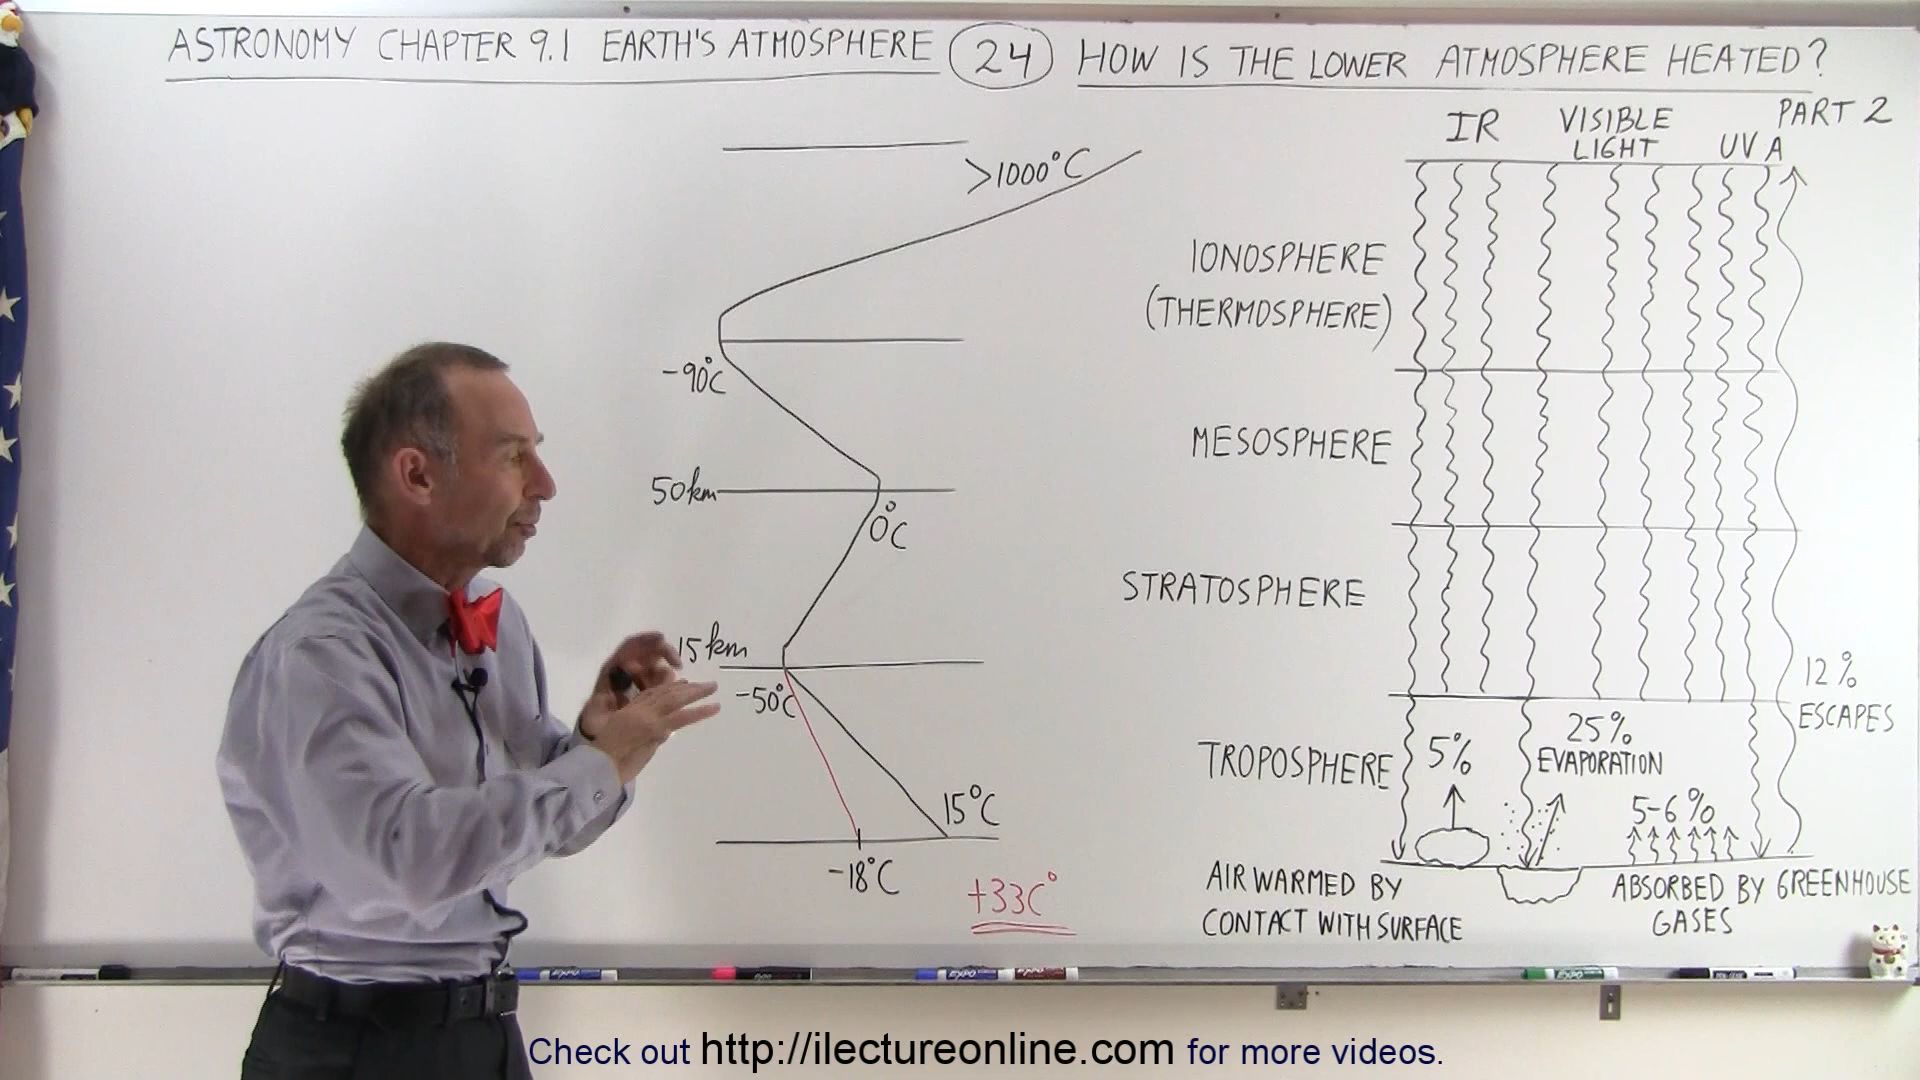 ASTRONOMY CHAPTER 9.1 EARTH'S ATMOSPHERE 24 HOW IS THE LOWER ATMOSPHERE HEATED?
PART 2
IR
VISIBLE
LIGHT
UV A
>1000°C
IONOSPHERE
(THERMOSPHERE)
-90°C
MESOSPHERE
50km
0°C
STRATOSPHERE
15km
-50°C
12%
ESCAPES
TROPOSPHERE
5%
25%
EVAPORATION
5-6%
15°C
-18°C
+33C°
AIR WARMED BY
CONTACT WITH SURFACE
ABSORBED BY GREENHOUSE
GASES
EXPO
EXPO
EXPO
Check out http://ilectureonline.com for more videos.